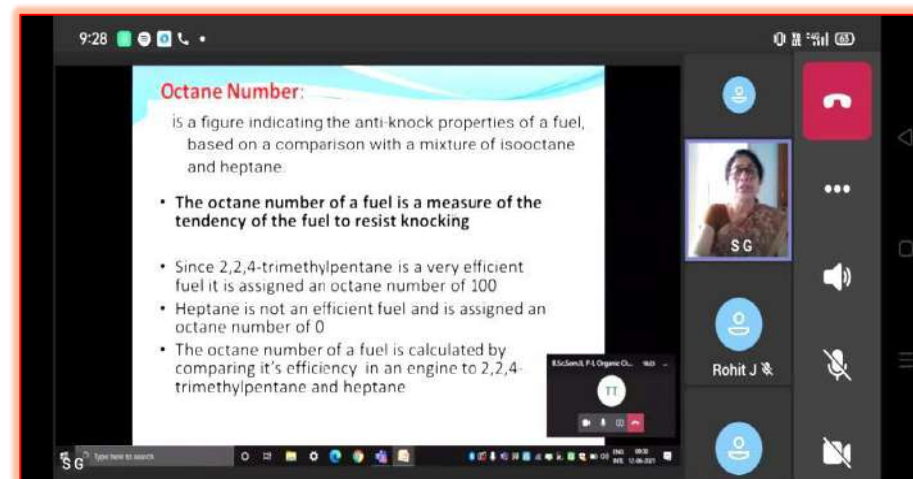 9:28
63
Octane Number:
is a figure indicating the anti-knock properties of a fuel,
based on a comparison with a mixture of isooctane
and heptane.
• The octane number of a fuel is a measure of the
tendency of the fuel to resist knocking
• Since 2,2,4-trimethylpentane is a very efficient
fuel it is assigned an octane number of 100
• Heptane is not an efficient fuel and is assigned an
octane number of 0
• The octane number of a fuel is calculated by
comparing it's efficiency in an engine to 2,2,4-
trimethylpentane and heptane
TT
S G
Rohit J
S G
Type here to search
ENG
12-06-2021